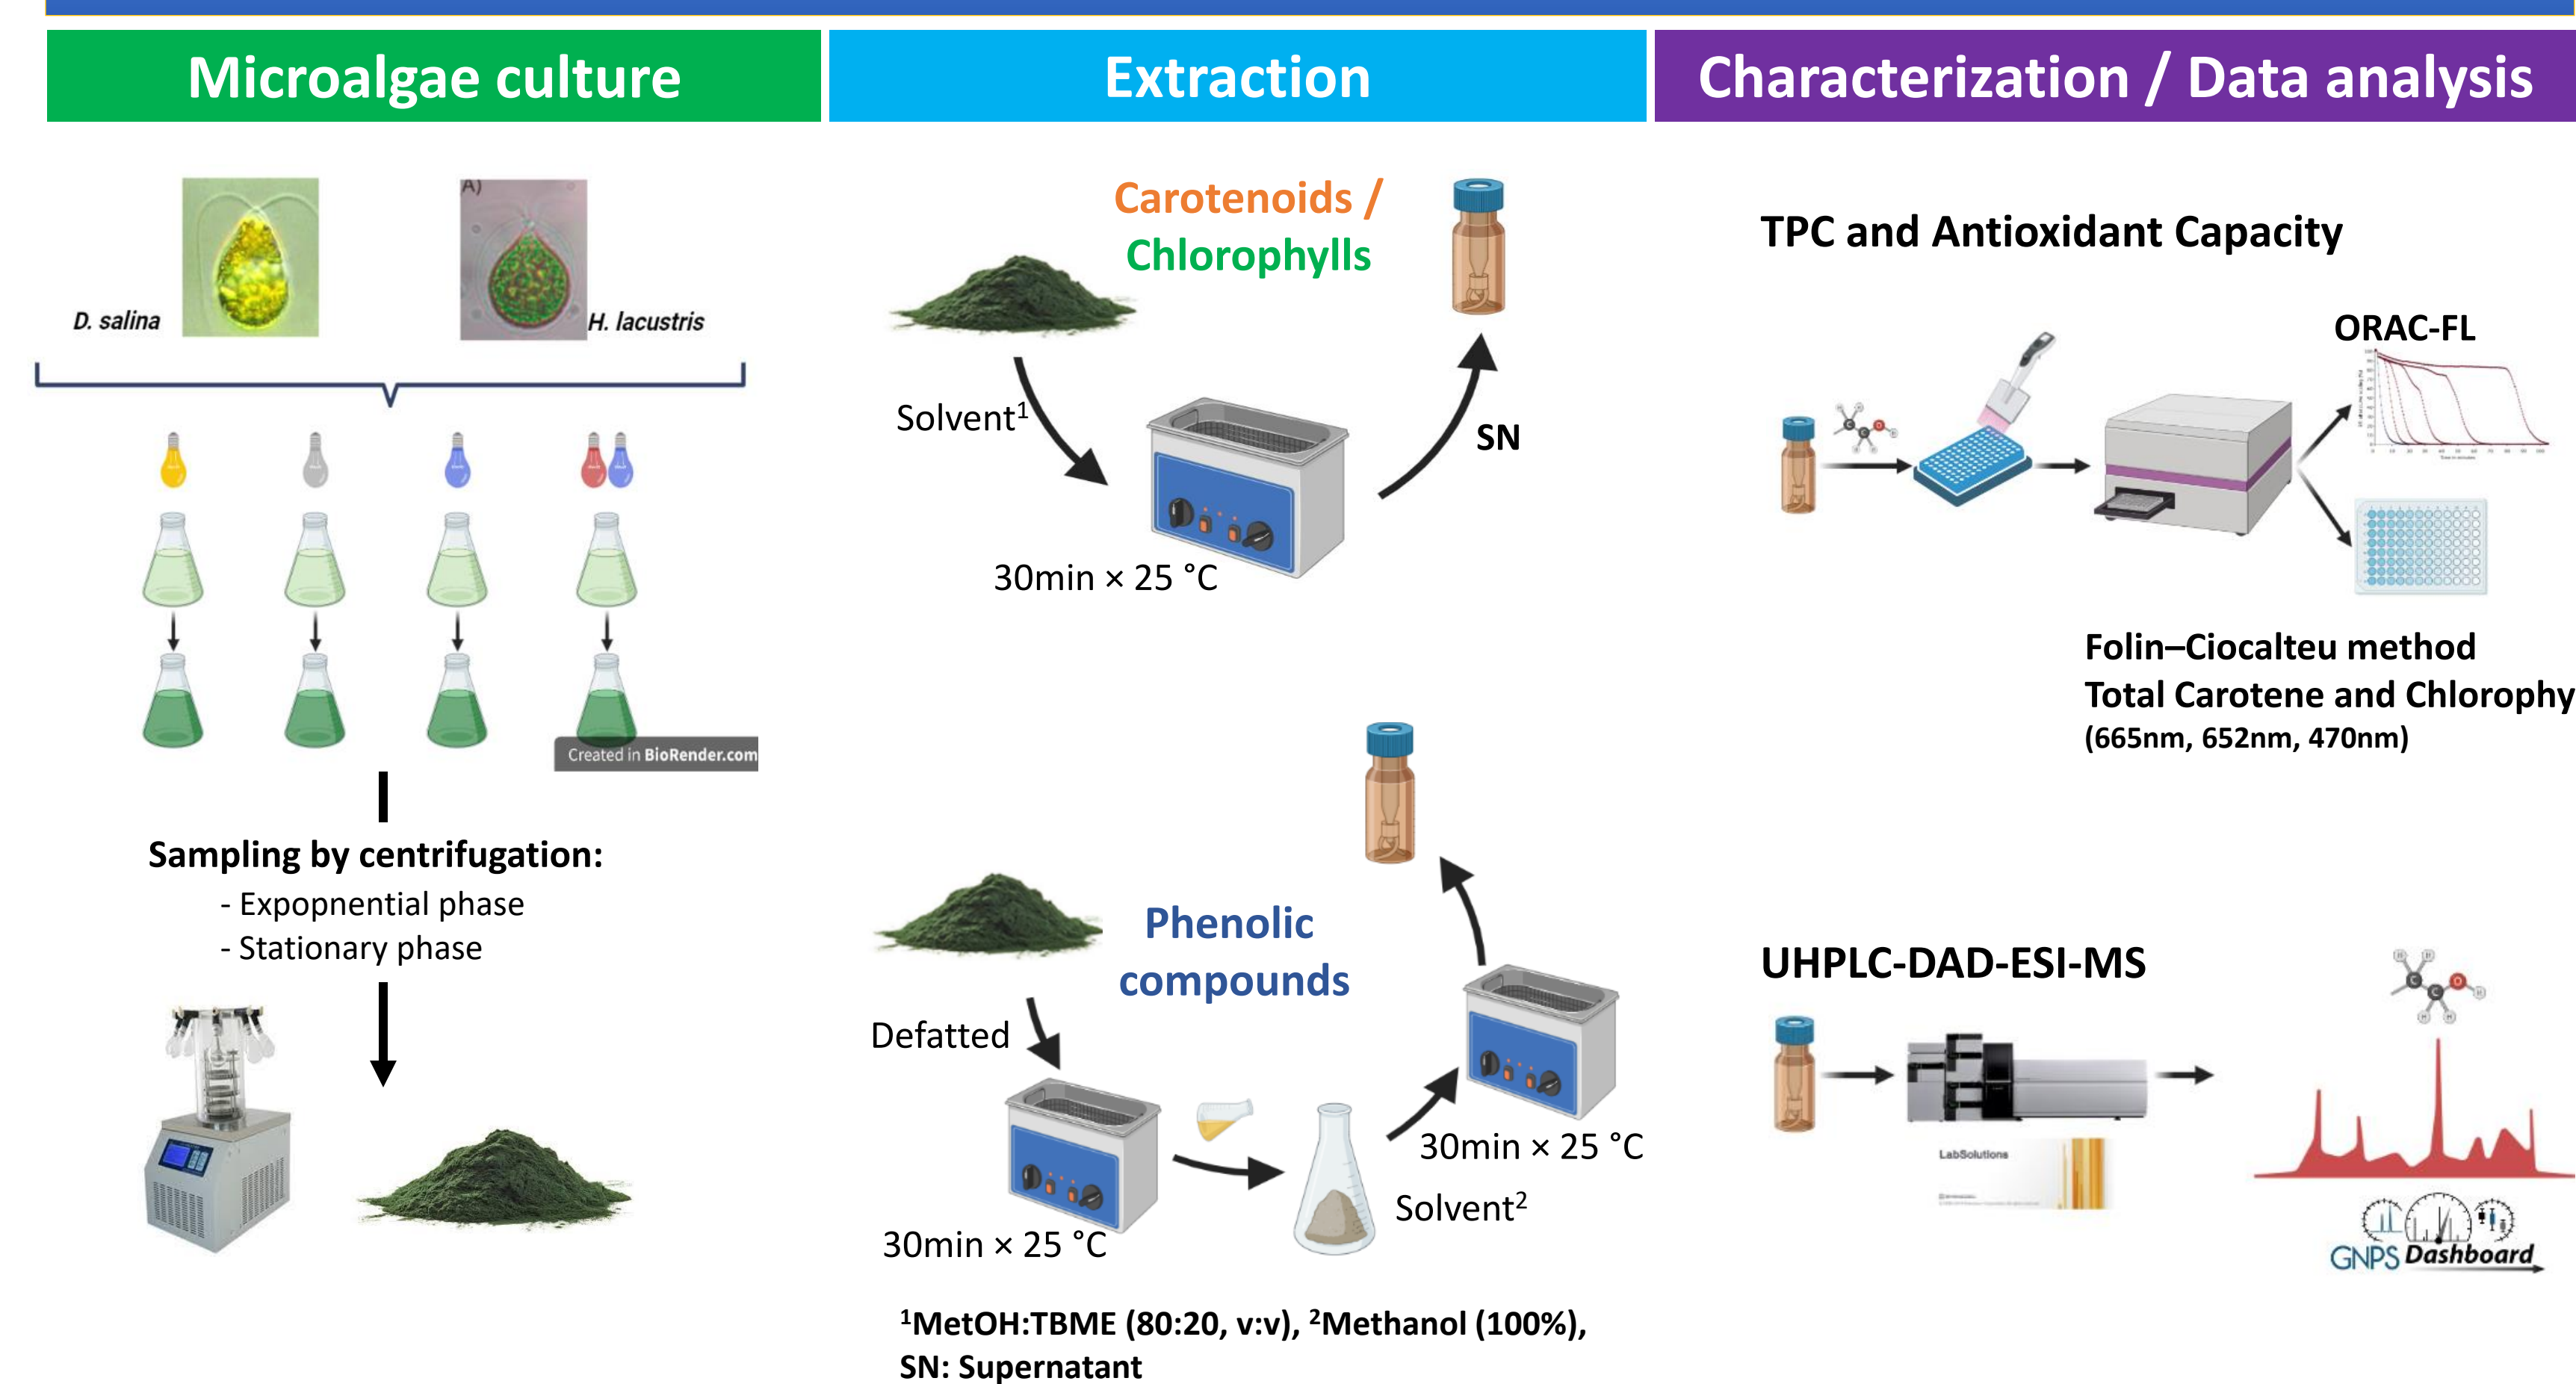 Microalgae culture
Extraction
Characterization / Data analysis
A)
D. salina
H. lacustris
Created in BioRender.com
Sampling by centrifugation:
- Expopnential phase
- Stationary phase
Carotenoids /
Chlorophylls
Solvent¹
SN
30min × 25 °C
Phenolic
compounds
Defatted
30min × 25 °C
30min × 25 °C
Solvent²
¹MetOH:TBME (80:20, v:v), ²Methanol (100%),
SN: Supernatant
TPC and Antioxidant Capacity
ORAC-FL
Folin–Ciocalteu method
Total Carotene and Chlorophy
(665nm, 652nm, 470nm)
UHPLC-DAD-ESI-MS
LabSolutions
GNPS Dashboard